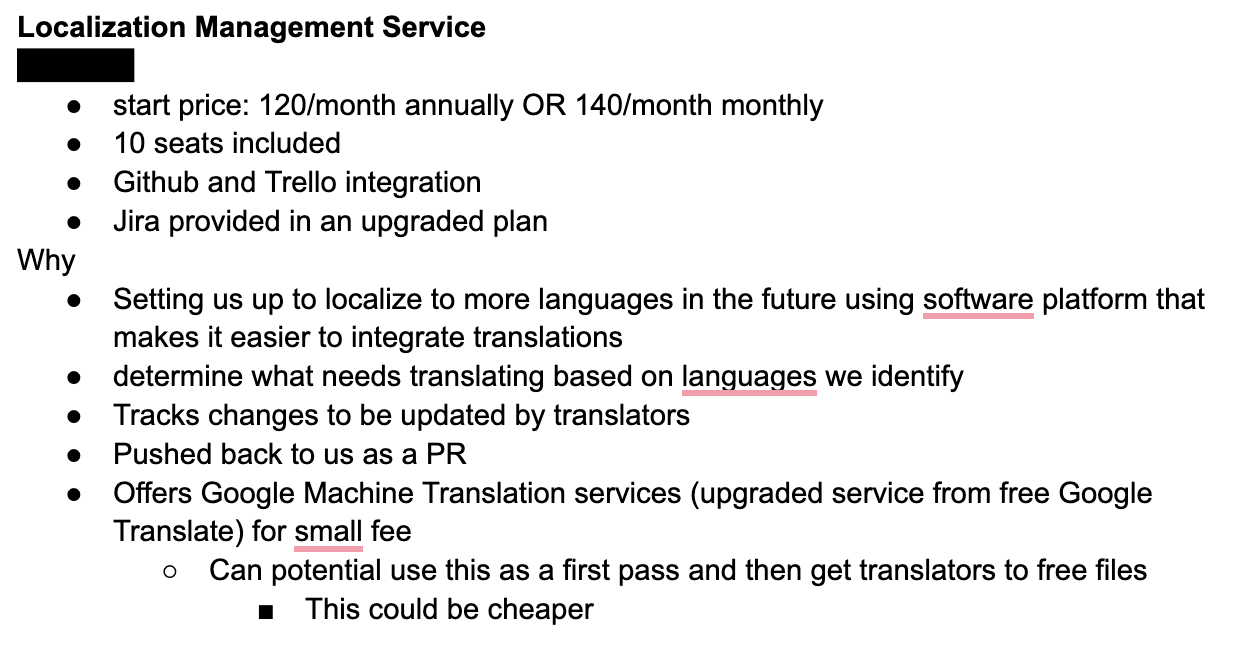 Localization Management Service
● start price: 120/month annually OR 140/month monthly
● 10 seats included
● Github and Trello integration
● Jira provided in an upgraded plan
Why
● Setting us up to localize to more languages in the future using software platform that
makes it easier to integrate translations
● determine what needs translating based on languages we identify
● Tracks changes to be updated by translators
● Pushed back to us as a PR
● Offers Google Machine Translation services (upgraded service from free Google
Translate) for small fee
○ Can potential use this as a first pass and then get translators to free files
■ This could be cheaper